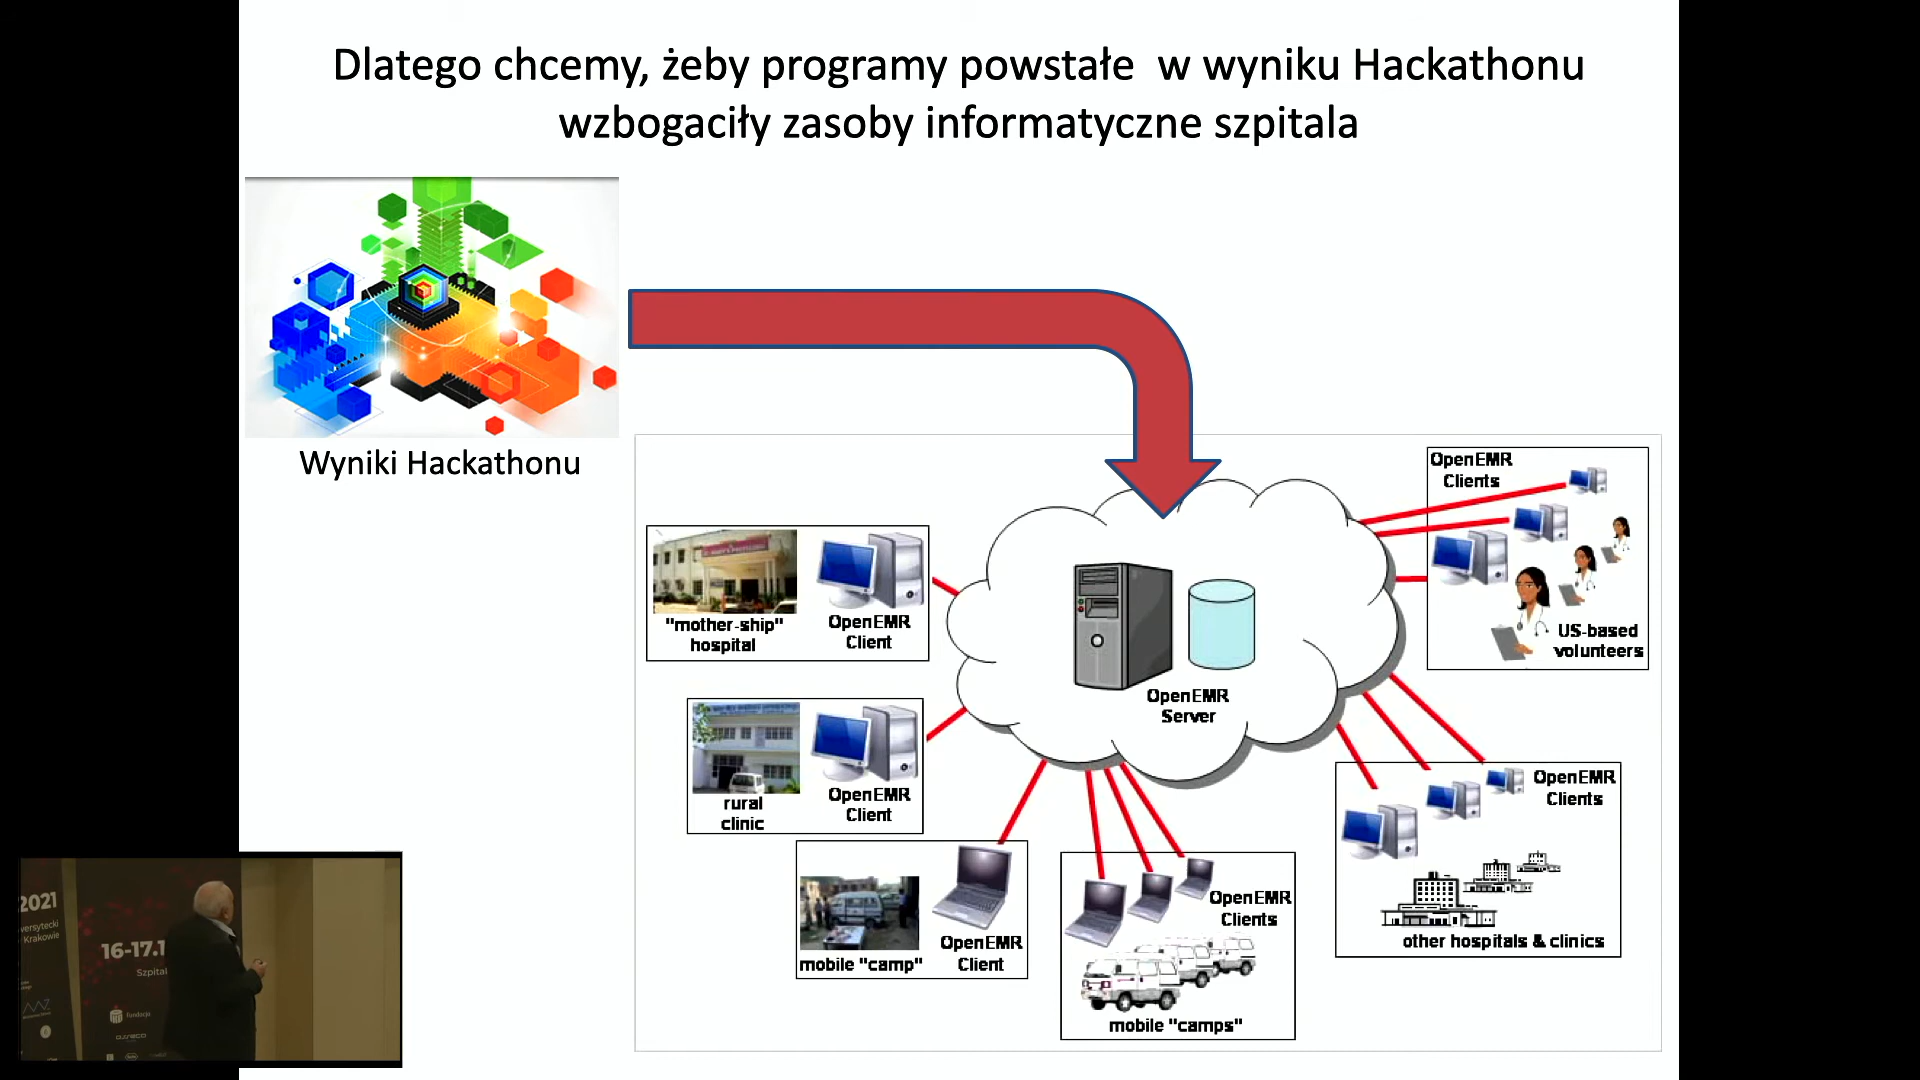 Dlatego chcemy, żeby programy powstałe w wyniku Hackathonu
wzbogaciły zasoby informatyczne szpitala
Wyniki Hackathonu
OpenEMR
Clients
US-based
volunteers
"mother-ship"
hospital
OpenEMR
Client
OpenEMR
Server
rural
clinic
OpenEMR
Client
OpenEMR
Clients
other hospitals & clinics
mobile "camp"
OpenEMR
Client
OpenEMR
Clients
mobile "camps"
2021
Krakowie
16-17.1
Szpital
fundacja